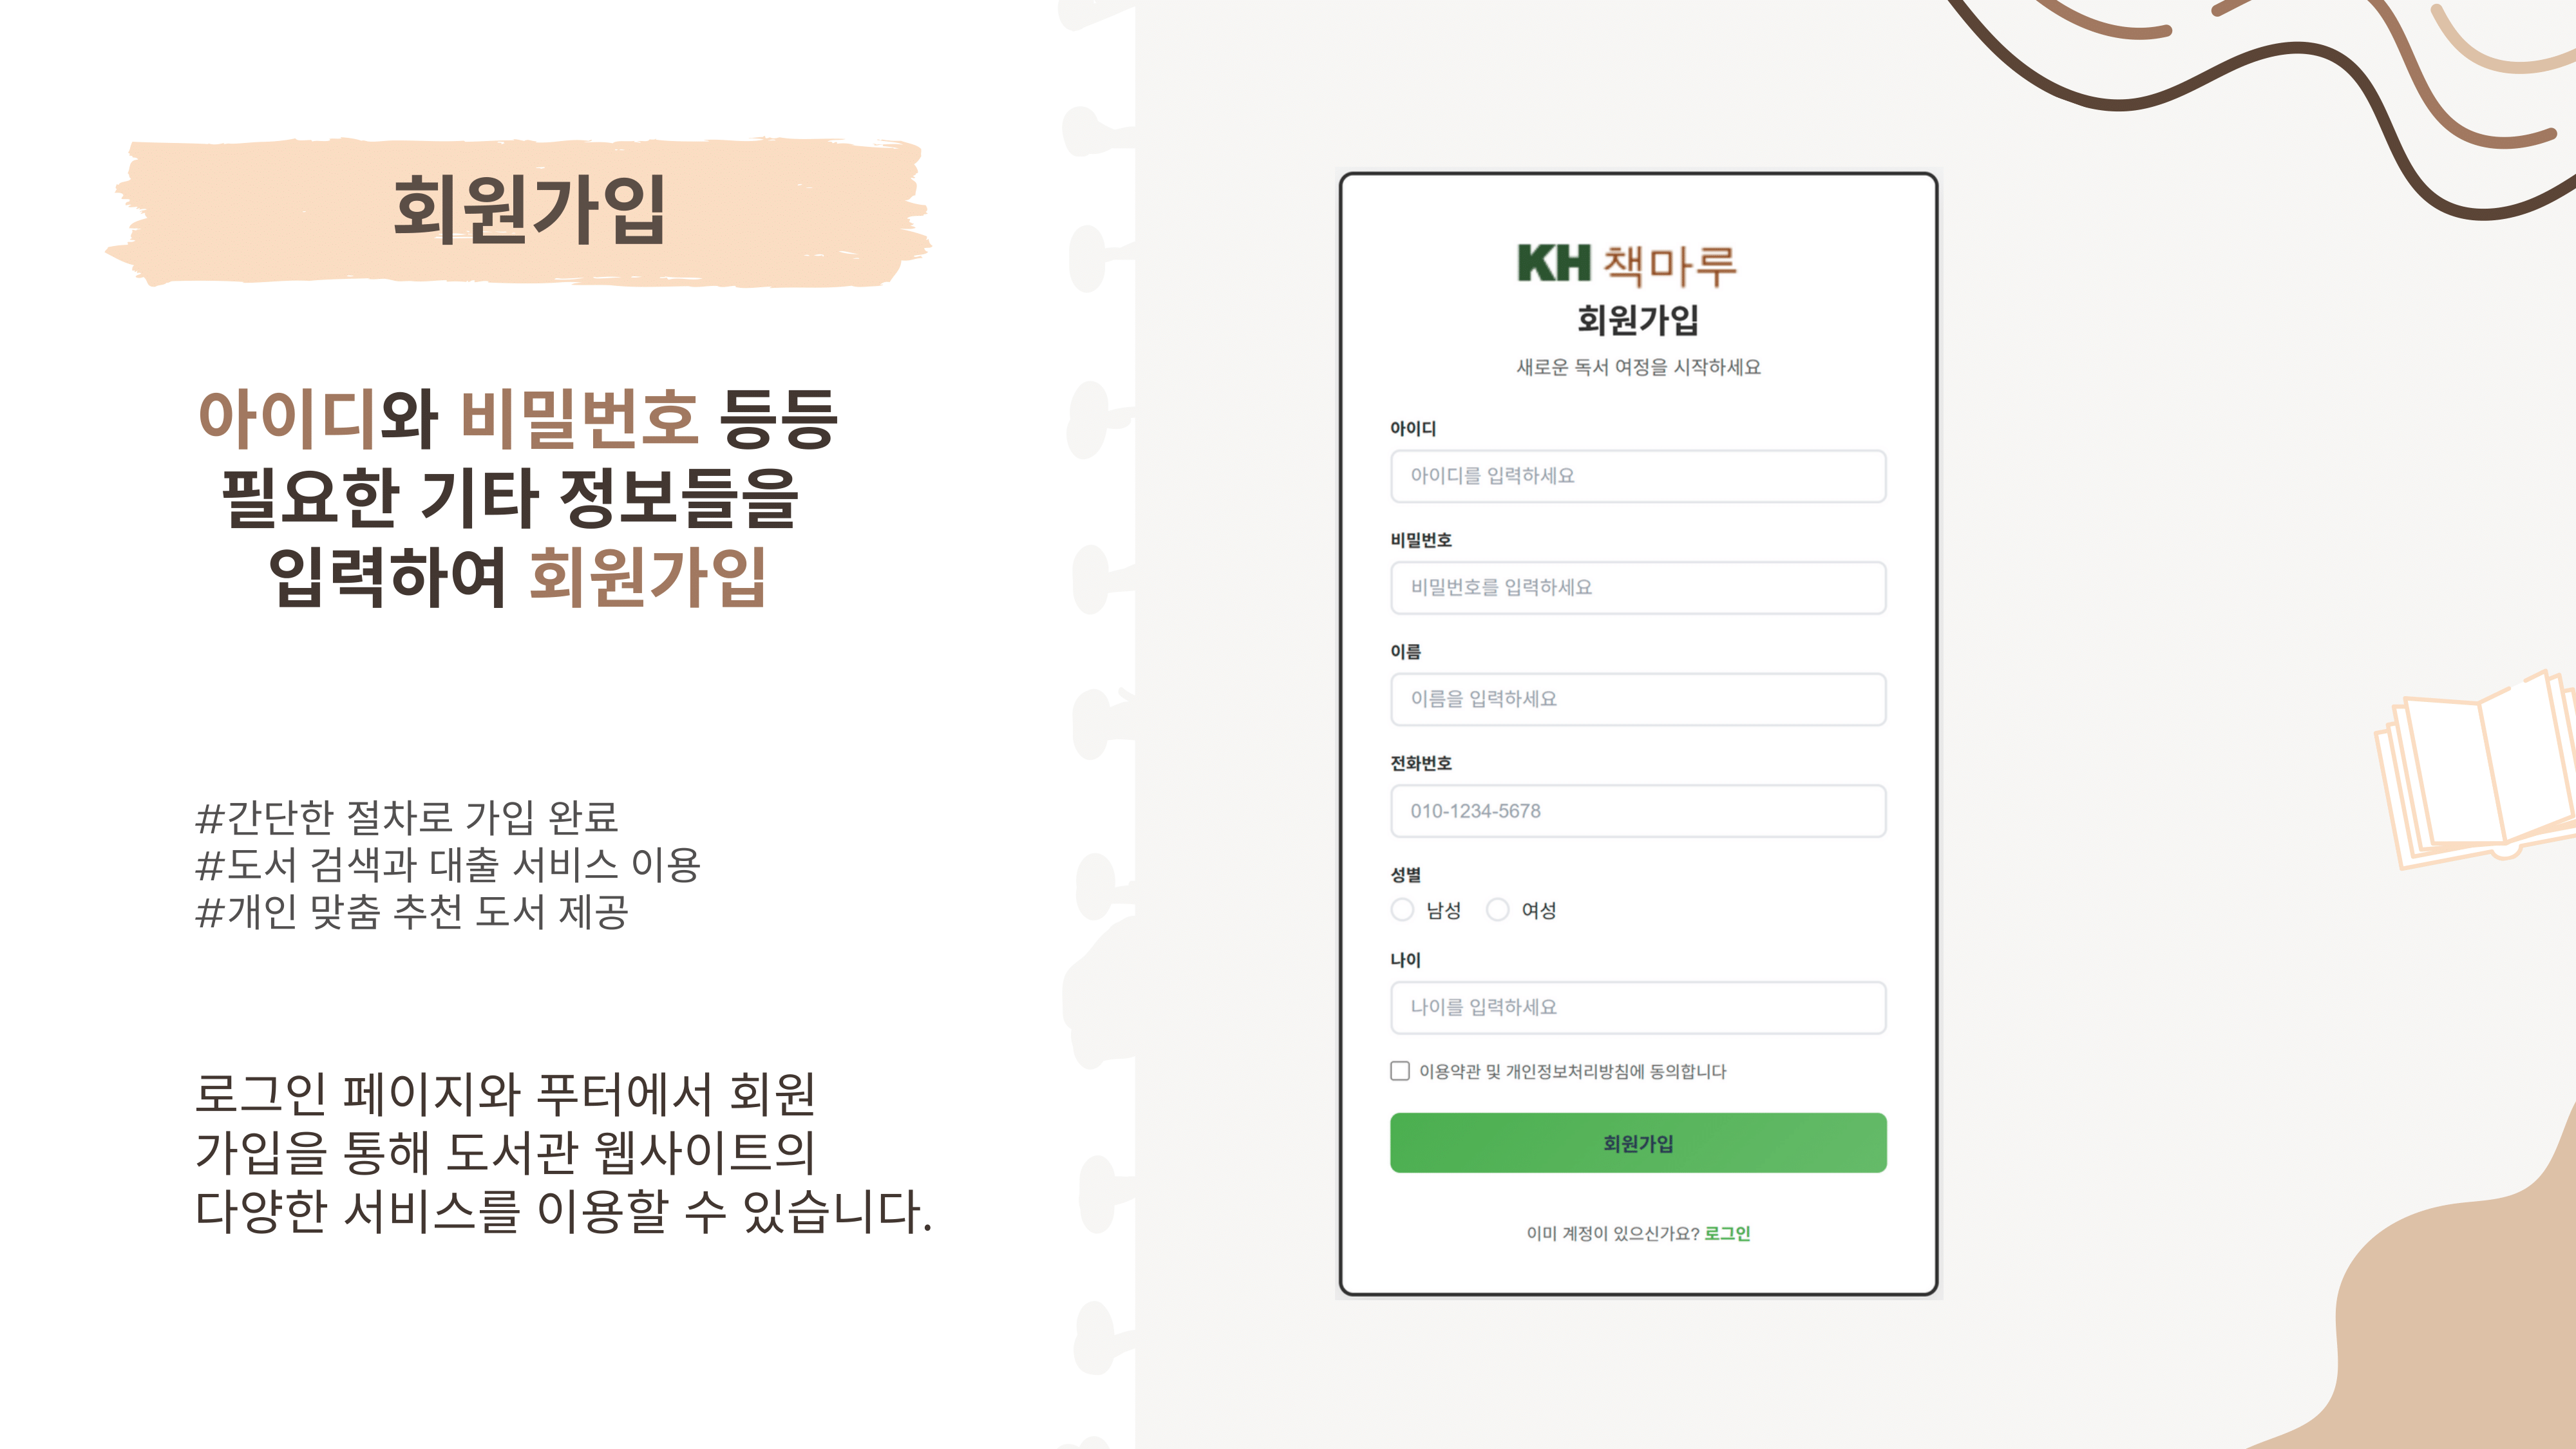 회원가입
아이디와 비밀번호 등등
필요한 기타 정보들을
입력하여 회원가입
#간단한 절차로 가입 완료
#도서 검색과 대출 서비스 이용
#개인 맞춤 추천 도서 제공
로그인 페이지와 푸터에서 회원
가입을 통해 도서관 웹사이트의
다양한 서비스를 이용할 수 있습니다.
KH 책마루
회원가입
새로운 독서 여정을 시작하세요
아이디
아이디를 입력하세요
비밀번호
비밀번호를 입력하세요
이름
이름을 입력하세요
전화번호
010-1234-5678
성별
남성 여성
나이
나이를 입력하세요
이용약관 및 개인정보처리방침에 동의합니다
회원가입
이미 계정이 있으신가요? 로그인